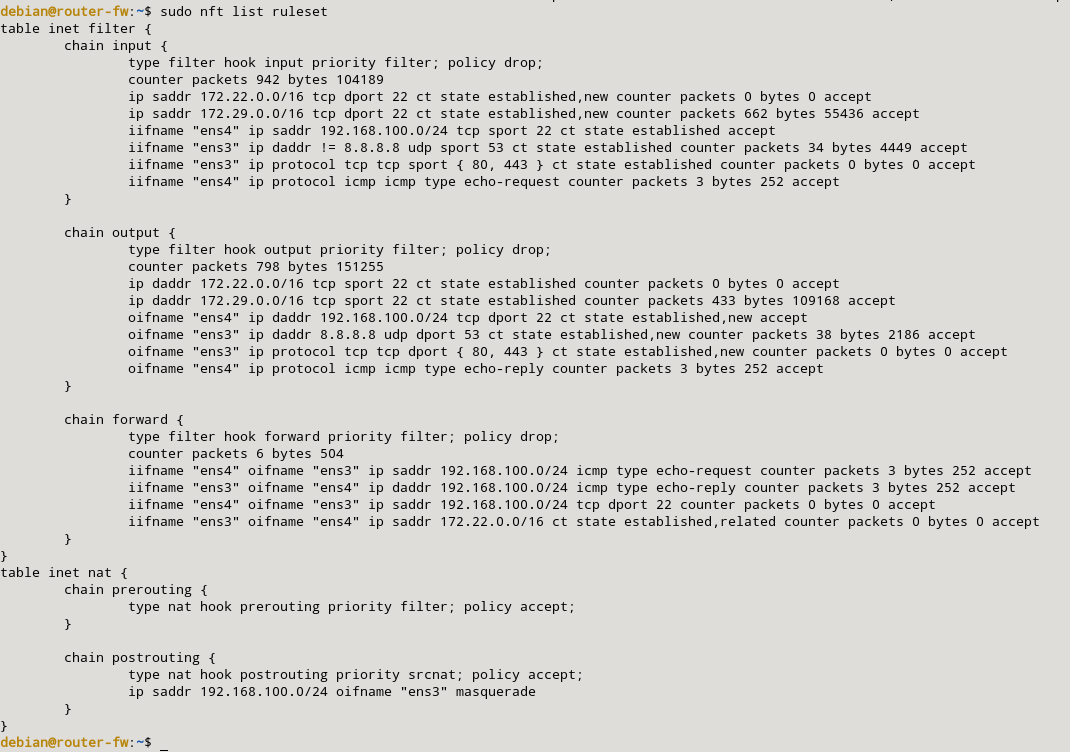 debian@router-fw:~$ sudo nft list ruleset
table inet filter {
        chain input {
                type filter hook input priority filter; policy drop;
                counter packets 942 bytes 104189
                ip saddr 172.22.0.0/16 tcp dport 22 ct state established,new counter packets 0 bytes 0 accept
                ip saddr 172.29.0.0/16 tcp dport 22 ct state established,new counter packets 662 bytes 55436 accept
                iifname "ens4" ip saddr 192.168.100.0/24 tcp sport 22 ct state established accept
                iifname "ens3" ip daddr != 8.8.8.8 udp sport 53 ct state established counter packets 34 bytes 4449 accept
                iifname "ens3" ip protocol tcp tcp sport { 80, 443 } ct state established counter packets 0 bytes 0 accept
                iifname "ens4" ip protocol icmp icmp type echo-request counter packets 3 bytes 252 accept
        }

        chain output {
                type filter hook output priority filter; policy drop;
                counter packets 798 bytes 151255
                ip daddr 172.22.0.0/16 tcp sport 22 ct state established counter packets 0 bytes 0 accept
                ip daddr 172.29.0.0/16 tcp sport 22 ct state established counter packets 433 bytes 109168 accept
                oifname "ens4" ip daddr 192.168.100.0/24 tcp dport 22 ct state established,new accept
                oifname "ens3" ip daddr 8.8.8.8 udp dport 53 ct state established,new counter packets 38 bytes 2186 accept
                oifname "ens3" ip protocol tcp tcp dport { 80, 443 } ct state established,new counter packets 0 bytes 0 accept
                oifname "ens4" ip protocol icmp icmp type echo-reply counter packets 3 bytes 252 accept
        }

        chain forward {
                type filter hook forward priority filter; policy drop;
                counter packets 6 bytes 504
                iifname "ens4" oifname "ens3" ip saddr 192.168.100.0/24 icmp type echo-request counter packets 3 bytes 252 accept
                iifname "ens3" oifname "ens4" ip daddr 192.168.100.0/24 icmp type echo-reply counter packets 3 bytes 252 accept
                iifname "ens4" oifname "ens3" ip saddr 192.168.100.0/24 tcp dport 22 counter packets 0 bytes 0 accept
                iifname "ens3" oifname "ens4" ip saddr 172.22.0.0/16 ct state established,related counter packets 0 bytes 0 accept
        }
}
table inet nat {
        chain prerouting {
                type nat hook prerouting priority filter; policy accept;
        }

        chain postrouting {
                type nat hook postrouting priority srcnat; policy accept;
                ip saddr 192.168.100.0/24 oifname "ens3" masquerade
        }
}
debian@router-fw:~$